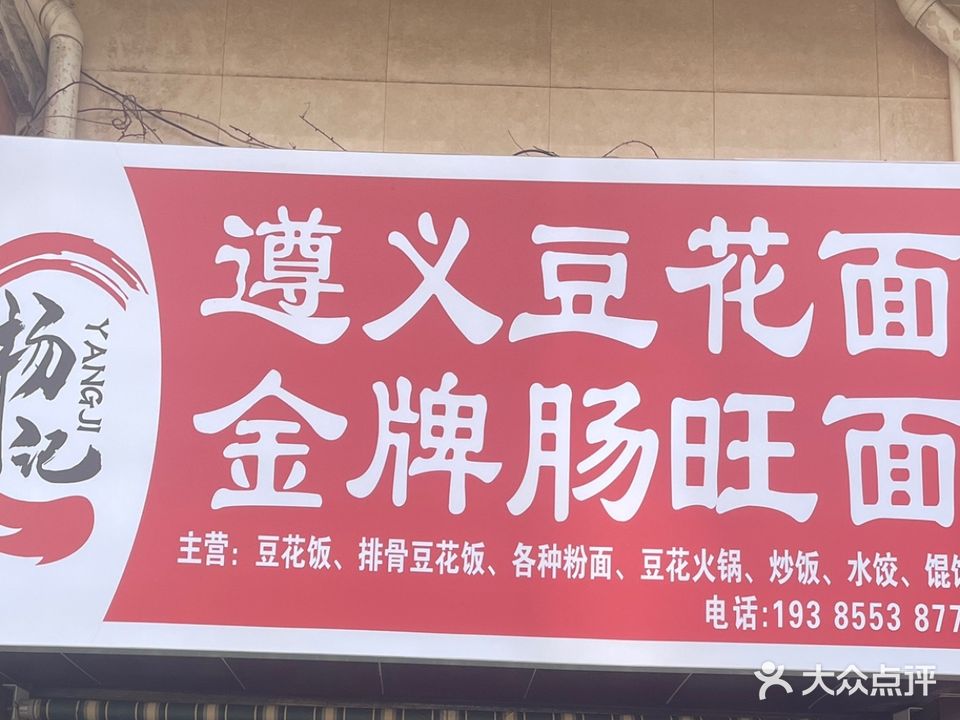 杨记
YANGJI
遵义豆花面
金牌肠旺面
主营：豆花饭、排骨豆花饭、各种粉面、豆花火锅、炒饭、水饺、馄饨
电话:193 8553 877
大众点评